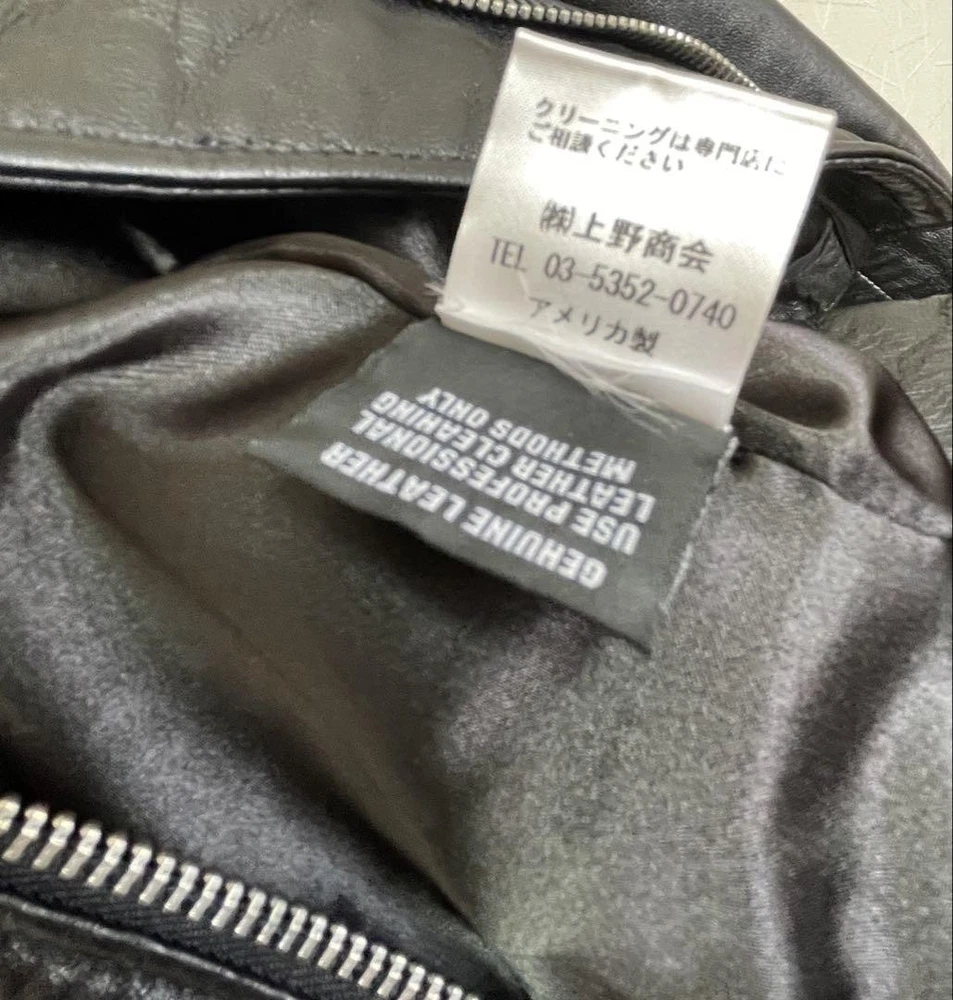 クリーニングは専門店に
ご相談ください
㈱上野商会
TEL 03-5352-0740
アメリカ製
GENUINE LEATHER
USE PROFESSIONAL
LEATHER CLEANING
METHODS ONLY